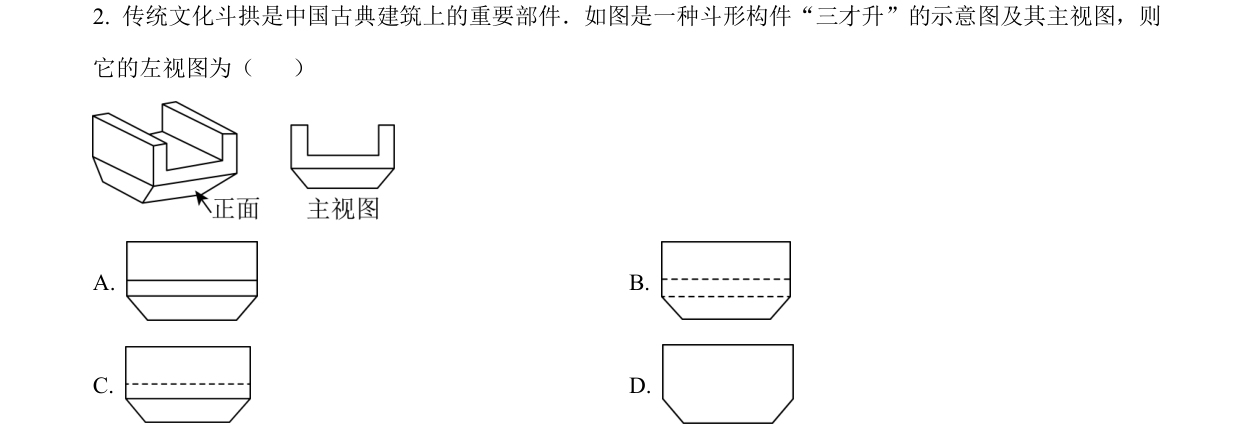 2. 传统文化斗拱是中国古典建筑上的重要部件．如图是一种斗形构件“三才升”的示意图及其主视图，则
它的左视图为（　　）
正面 主视图
A. B.
C. D.